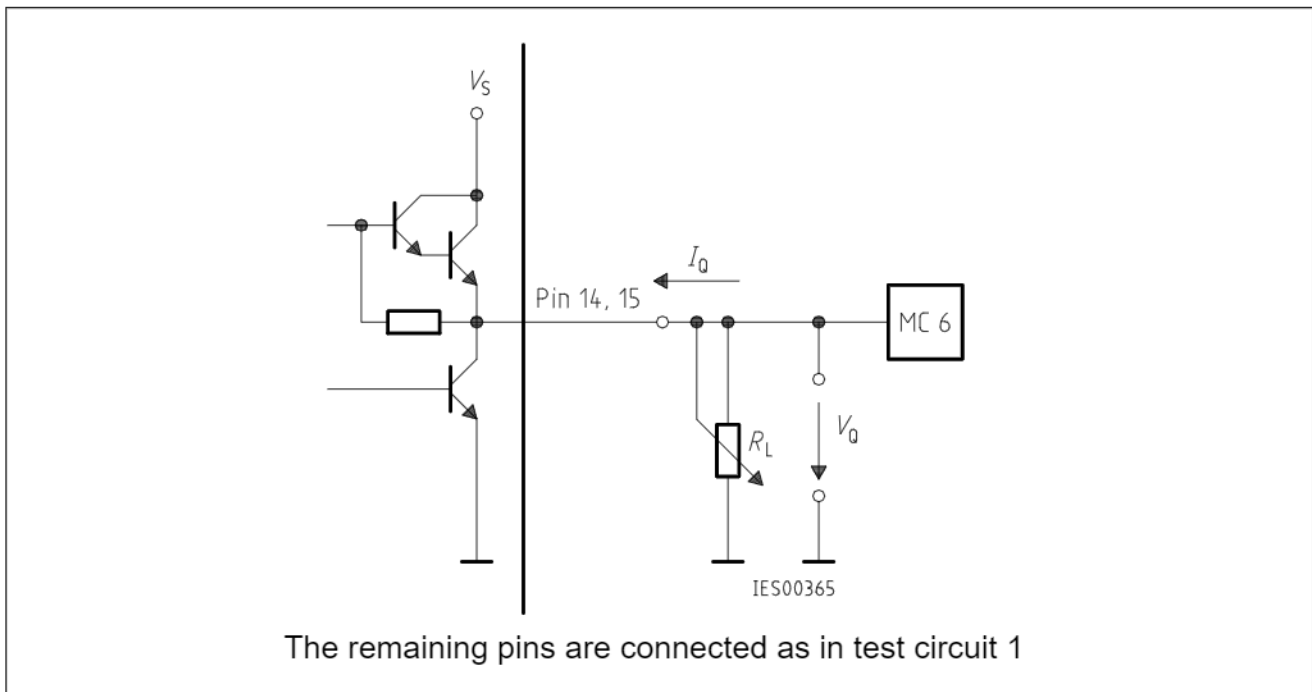 V_S
I_Q
Pin 14, 15
MC 6
R_L
V_Q
IES00365
The remaining pins are connected as in test circuit 1